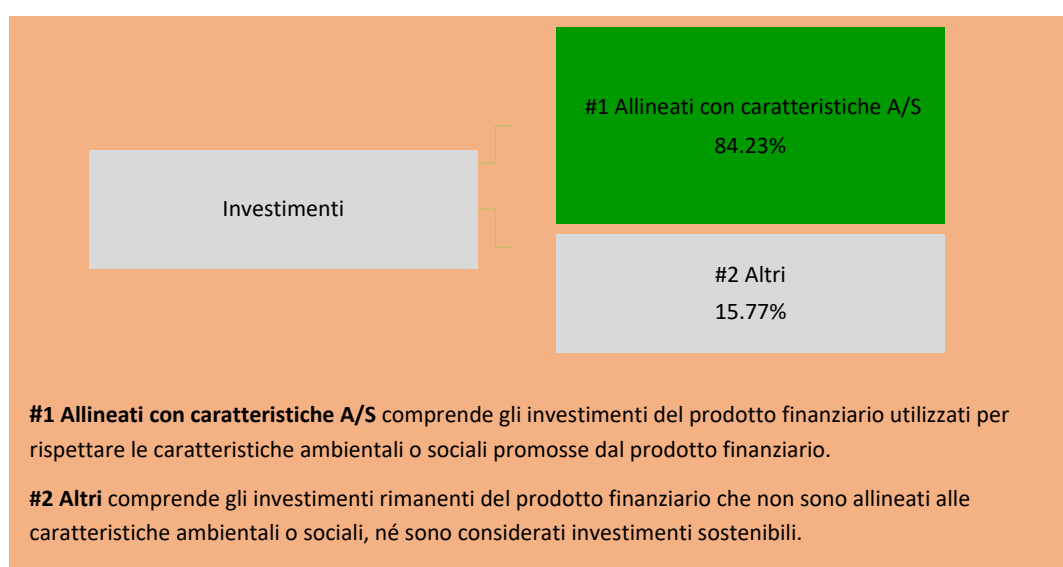 #1 Allineati con caratteristiche A/S
84.23%
Investimenti
#2 Altri
15.77%
#1 Allineati con caratteristiche A/S comprende gli investimenti del prodotto finanziario utilizzati per
rispettare le caratteristiche ambientali o sociali promosse dal prodotto finanziario.
#2 Altri comprende gli investimenti rimanenti del prodotto finanziario che non sono allineati alle
caratteristiche ambientali o sociali, né sono considerati investimenti sostenibili.